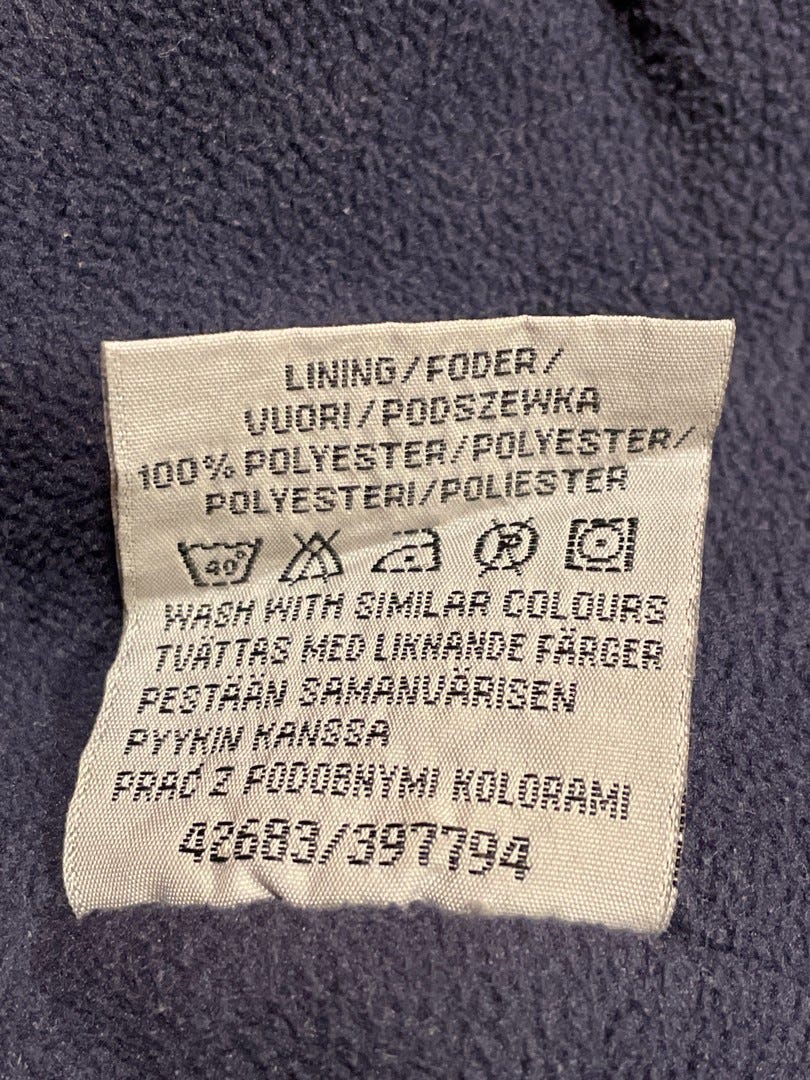 LINING/FODER/
VUORI/PODSZEWKA
100% POLYESTER/POLYESTER/
POLYESTERI/POLIESTER
40°
WASH WITH SIMILAR COLOURS
TVÄTTAS MED LIKNANDE FÄRGER
PESTÄÄN SAMANVÄRISEN
PYYKIN KANSSA
PRAĆ Z PODOBNYMI KOLORAMI
42683/397794